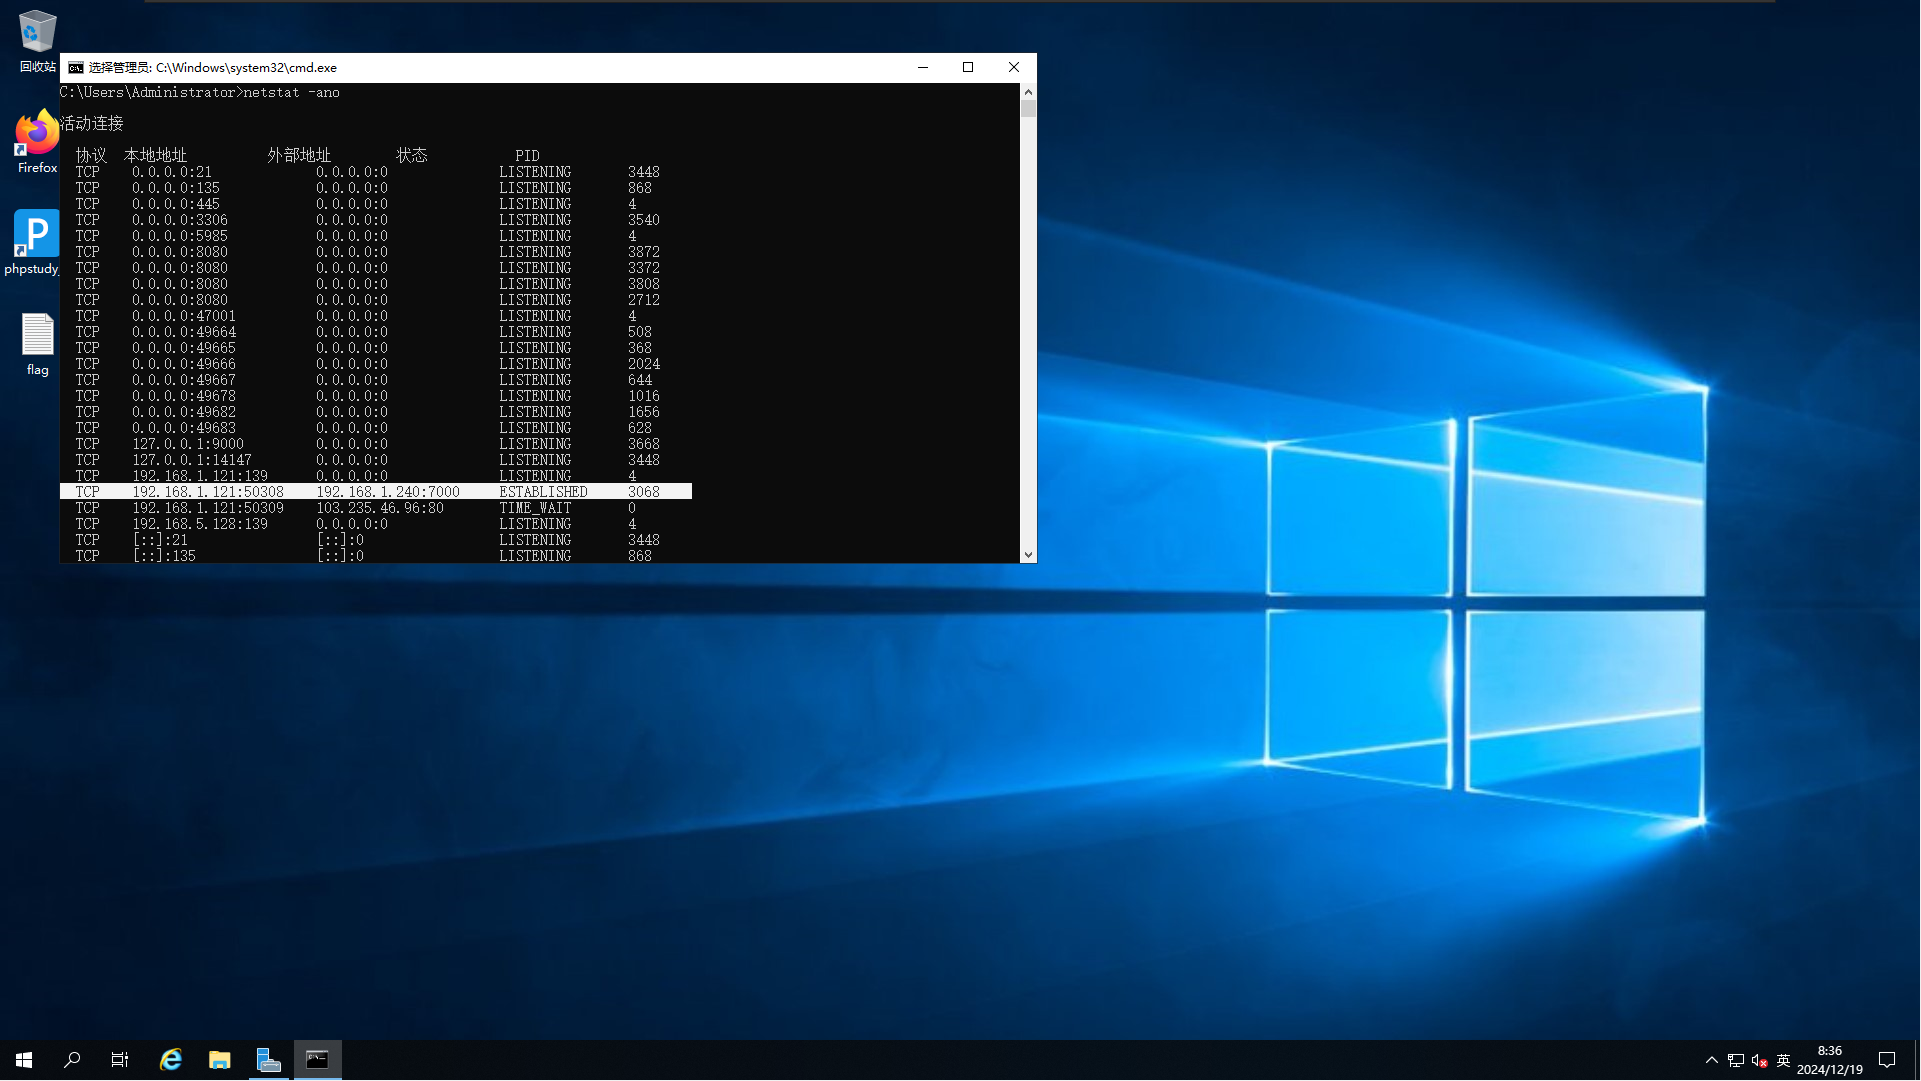 回收站
Firefox
phpstudy_
flag
选择管理员: C:\Windows\system32\cmd.exe
C:\Users\Administrator>netstat -ano
活动连接
协议 本地地址 外部地址 状态 PID
TCP 0.0.0.0:21 0.0.0.0:0 LISTENING 3448
TCP 0.0.0.0:135 0.0.0.0:0 LISTENING 868
TCP 0.0.0.0:445 0.0.0.0:0 LISTENING 4
TCP 0.0.0.0:3306 0.0.0.0:0 LISTENING 3540
TCP 0.0.0.0:5985 0.0.0.0:0 LISTENING 4
TCP 0.0.0.0:8080 0.0.0.0:0 LISTENING 3872
TCP 0.0.0.0:8080 0.0.0.0:0 LISTENING 3372
TCP 0.0.0.0:8080 0.0.0.0:0 LISTENING 3808
TCP 0.0.0.0:8080 0.0.0.0:0 LISTENING 2712
TCP 0.0.0.0:47001 0.0.0.0:0 LISTENING 4
TCP 0.0.0.0:49664 0.0.0.0:0 LISTENING 508
TCP 0.0.0.0:49665 0.0.0.0:0 LISTENING 368
TCP 0.0.0.0:49666 0.0.0.0:0 LISTENING 2024
TCP 0.0.0.0:49667 0.0.0.0:0 LISTENING 644
TCP 0.0.0.0:49678 0.0.0.0:0 LISTENING 1016
TCP 0.0.0.0:49682 0.0.0.0:0 LISTENING 1656
TCP 0.0.0.0:49683 0.0.0.0:0 LISTENING 628
TCP 127.0.0.1:9000 0.0.0.0:0 LISTENING 3668
TCP 127.0.0.1:14147 0.0.0.0:0 LISTENING 3448
TCP 192.168.1.121:139 0.0.0.0:0 LISTENING 4
TCP 192.168.1.121:50308 192.168.1.240:7000 ESTABLISHED 3068
TCP 192.168.1.121:50309 103.235.46.96:80 TIME_WAIT 0
TCP 192.168.5.128:139 0.0.0.0:0 LISTENING 4
TCP [::]:21 [::]:0 LISTENING 3448
TCP [::]:135 [::]:0 LISTENING 868
英
8:36
2024/12/19